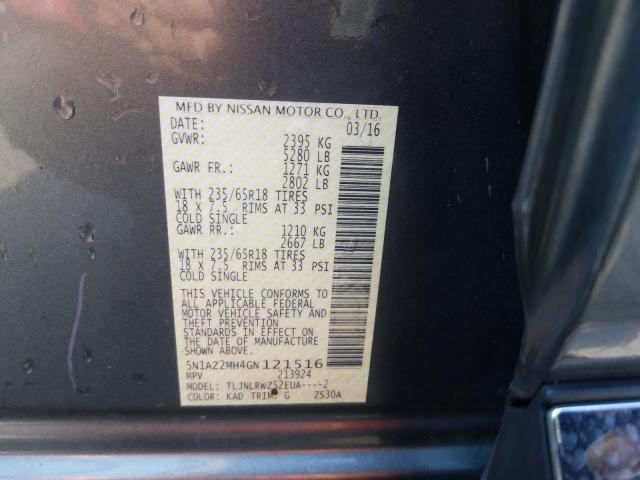 MFD BY NISSAN MOTOR CO., LTD.
DATE: 03/16
GVWR: 2395 KG
5280 LB
GAWR FR.: 1271 KG
2802 LB
WITH 235/65R18 TIRES
18 X 7.5 RIMS AT 33 PSI
COLD SINGLE
GAWR RR.: 1210 KG
2667 LB
WITH 235/65R18 TIRES
18 X 7.5 RIMS AT 33 PSI
COLD SINGLE
THIS VEHICLE CONFORMS TO
ALL APPLICABLE FEDERAL
MOTOR VEHICLE SAFETY AND
THEFT PREVENTION
STANDARDS IN EFFECT ON
THE DATE OF MANUFACTURE
SHOWN ABOVE.
5N1AZ2MH4GN121516
MPV 213924
MODEL: TLJNLRWZ52EUA----2
COLOR: KAD TRIM: G ZS30A